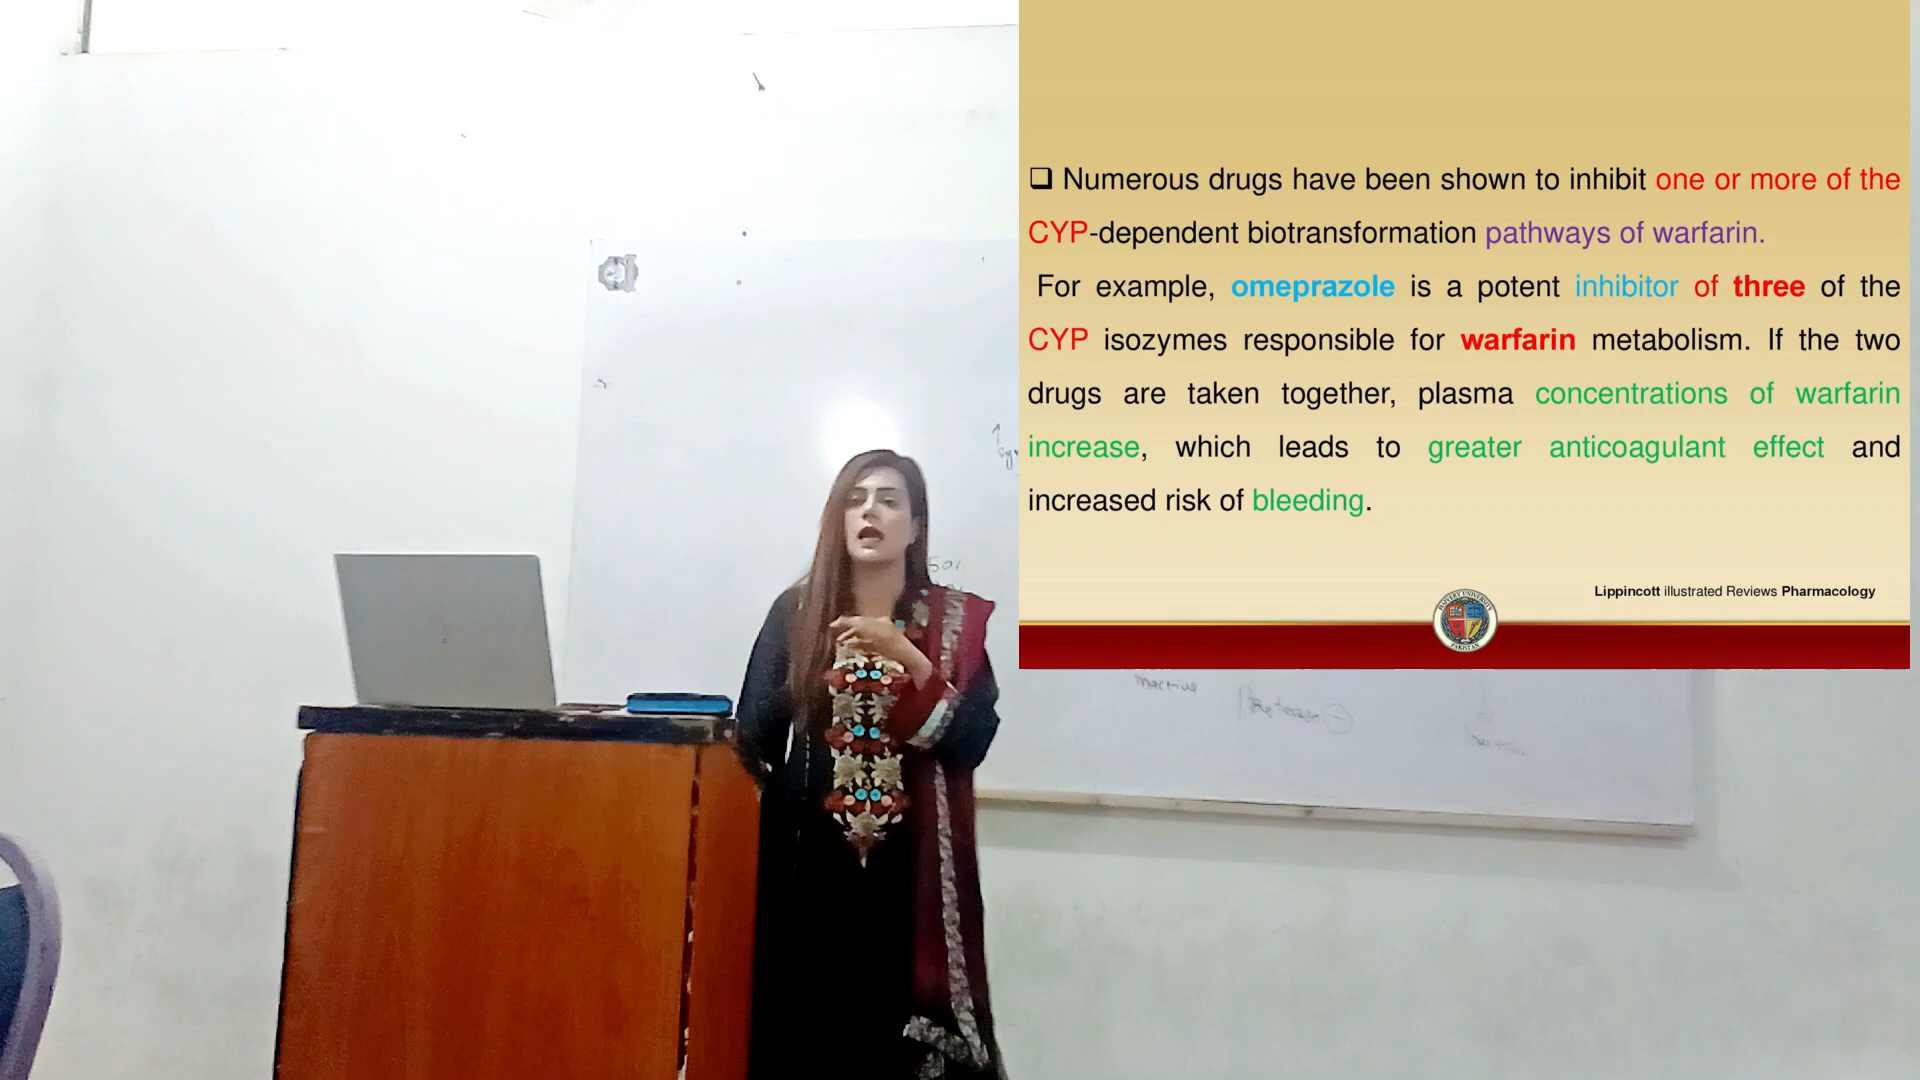 ❑ Numerous drugs have been shown to inhibit one or more of the
CYP-dependent biotransformation pathways of warfarin.
For example, omeprazole is a potent inhibitor of three of the
CYP isozymes responsible for warfarin metabolism. If the two
drugs are taken together, plasma concentrations of warfarin
increase, which leads to greater anticoagulant effect and
increased risk of bleeding.
Lippincott illustrated Reviews Pharmacology
PAKISTAN